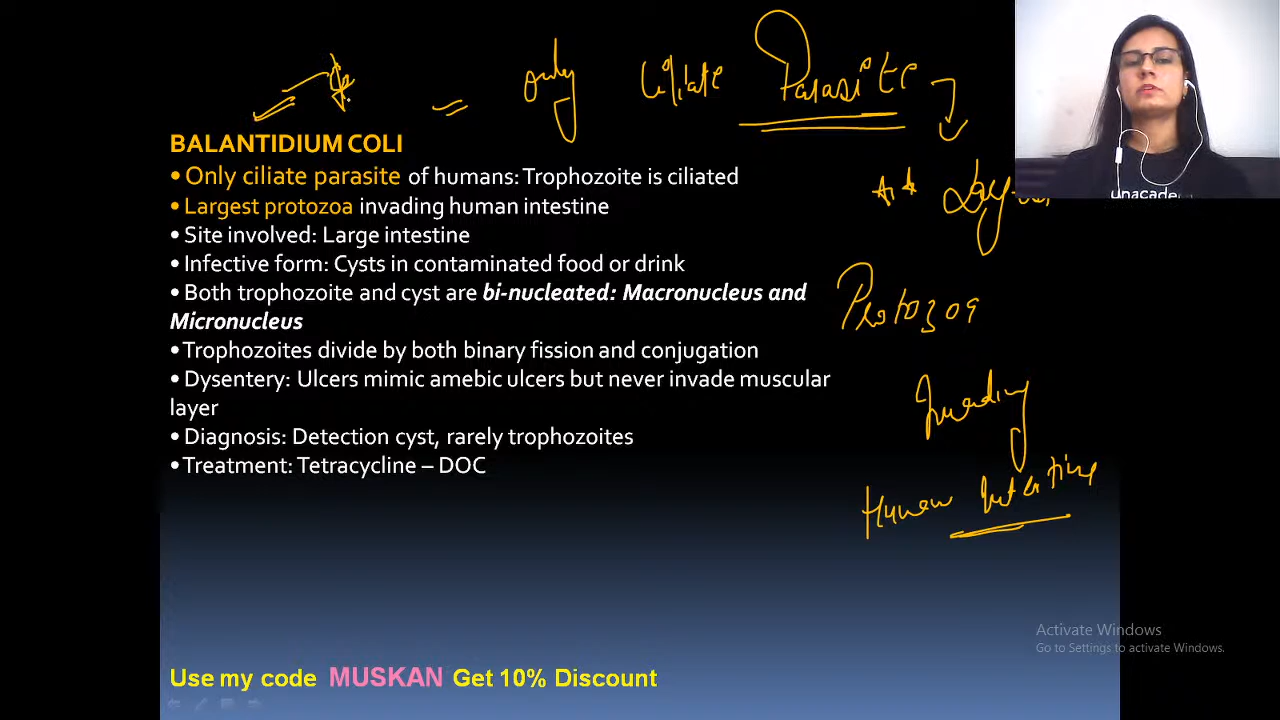 only ciliate Parasite
BALANTIDIUM COLI
• Only ciliate parasite of humans: Trophozoite is ciliated
• Largest protozoa invading human intestine
• Site involved: Large intestine
• Infective form: Cysts in contaminated food or drink
• Both trophozoite and cyst are bi-nucleated: Macronucleus and
Micronucleus
• Trophozoites divide by both binary fission and conjugation
• Dysentery: Ulcers mimic amebic ulcers but never invade muscular
layer
• Diagnosis: Detection cyst, rarely trophozoites
• Treatment: Tetracycline – DOC
Protozoa
Invading
Human Intestine
unacade
Activate Windows
Go to Settings to activate Windows.
Use my code MUSKAN Get 10% Discount